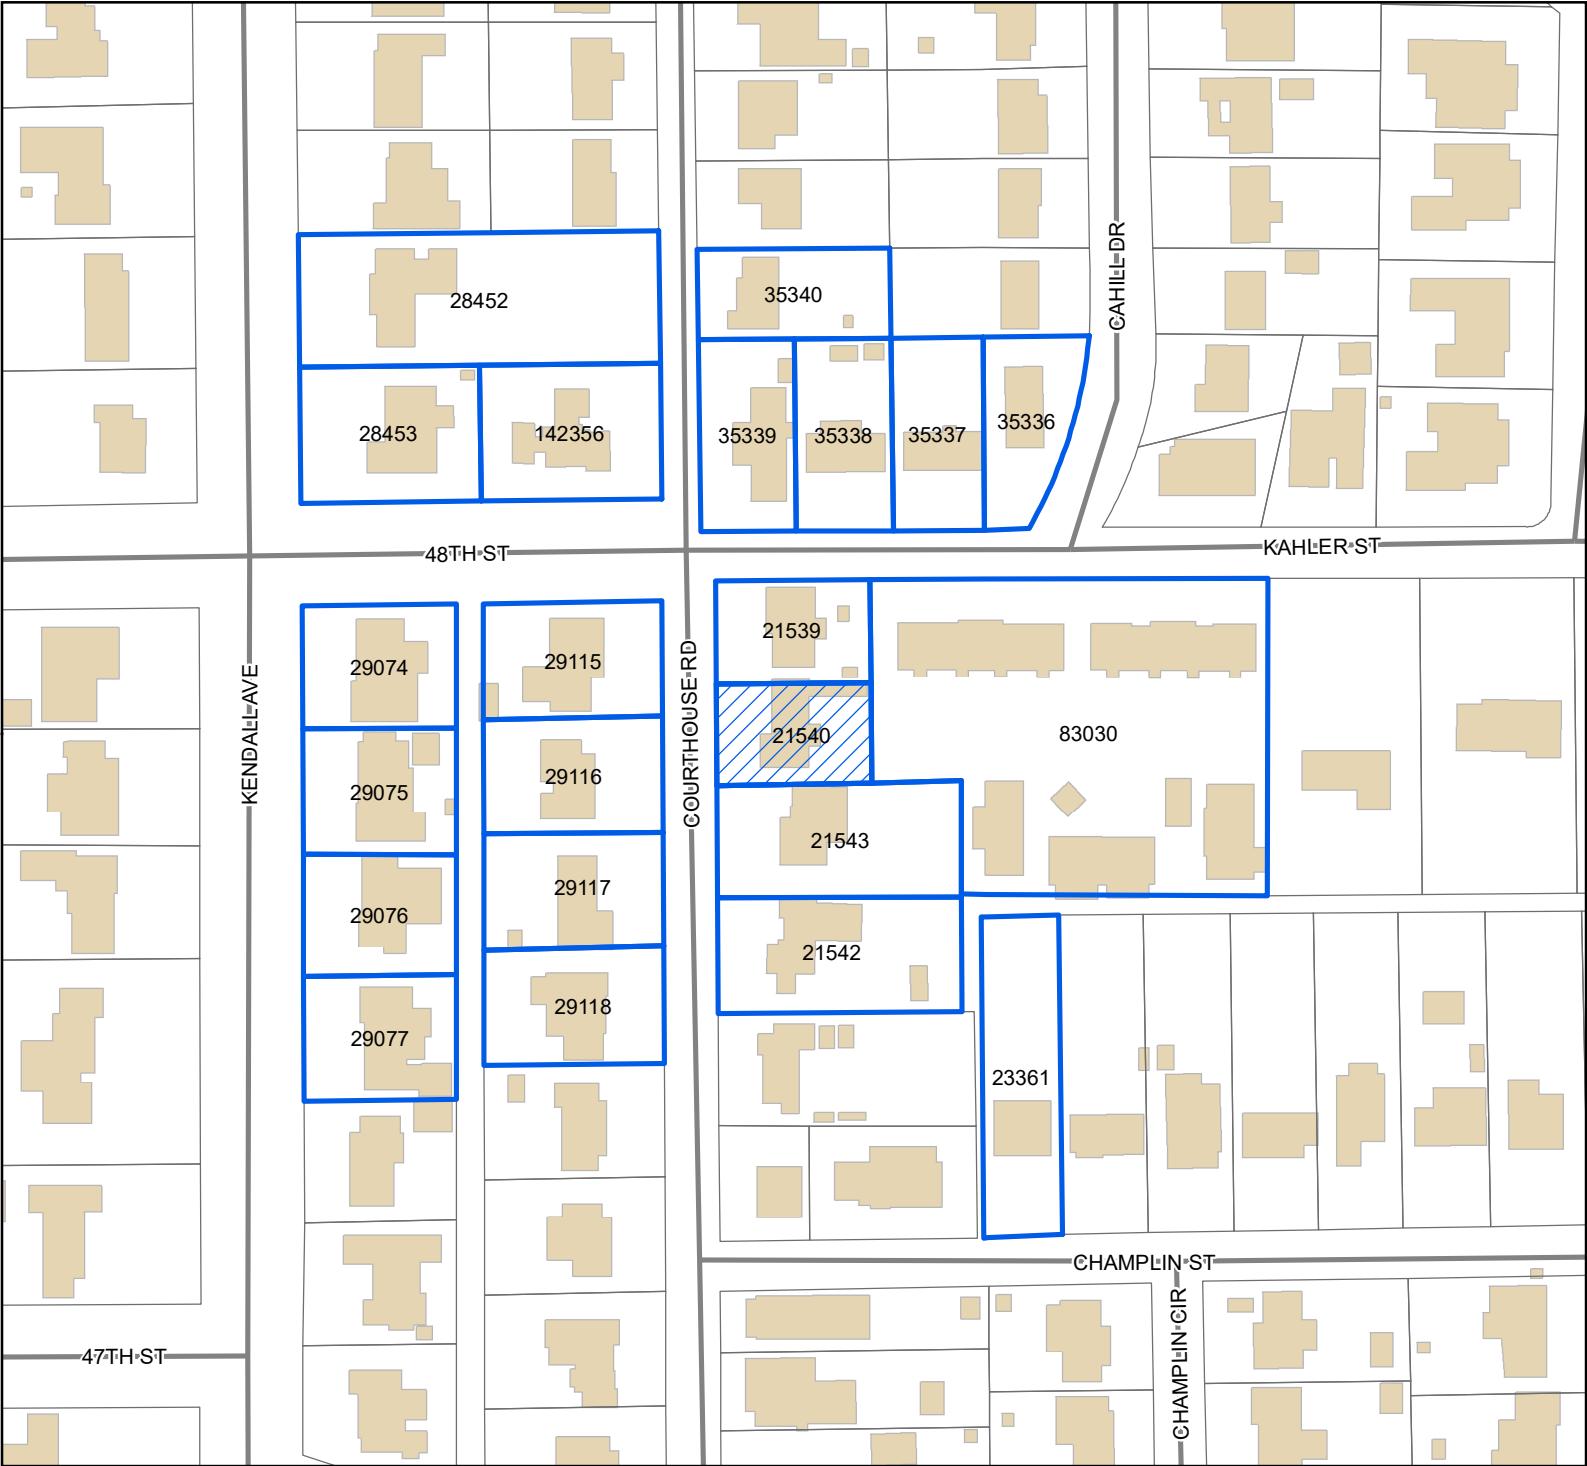 CAHILL DR
28452
35340
35336
28453
142356
35339
35338
35337
48TH ST
KAHLER ST
21539
29115
29074
KENDALL AVE
COURTHOUSE RD
21540
83030
29116
29075
21543
29117
29076
21542
29118
29077
23361
CHAMPLIN ST
47TH ST
CHAMPLIN CIR